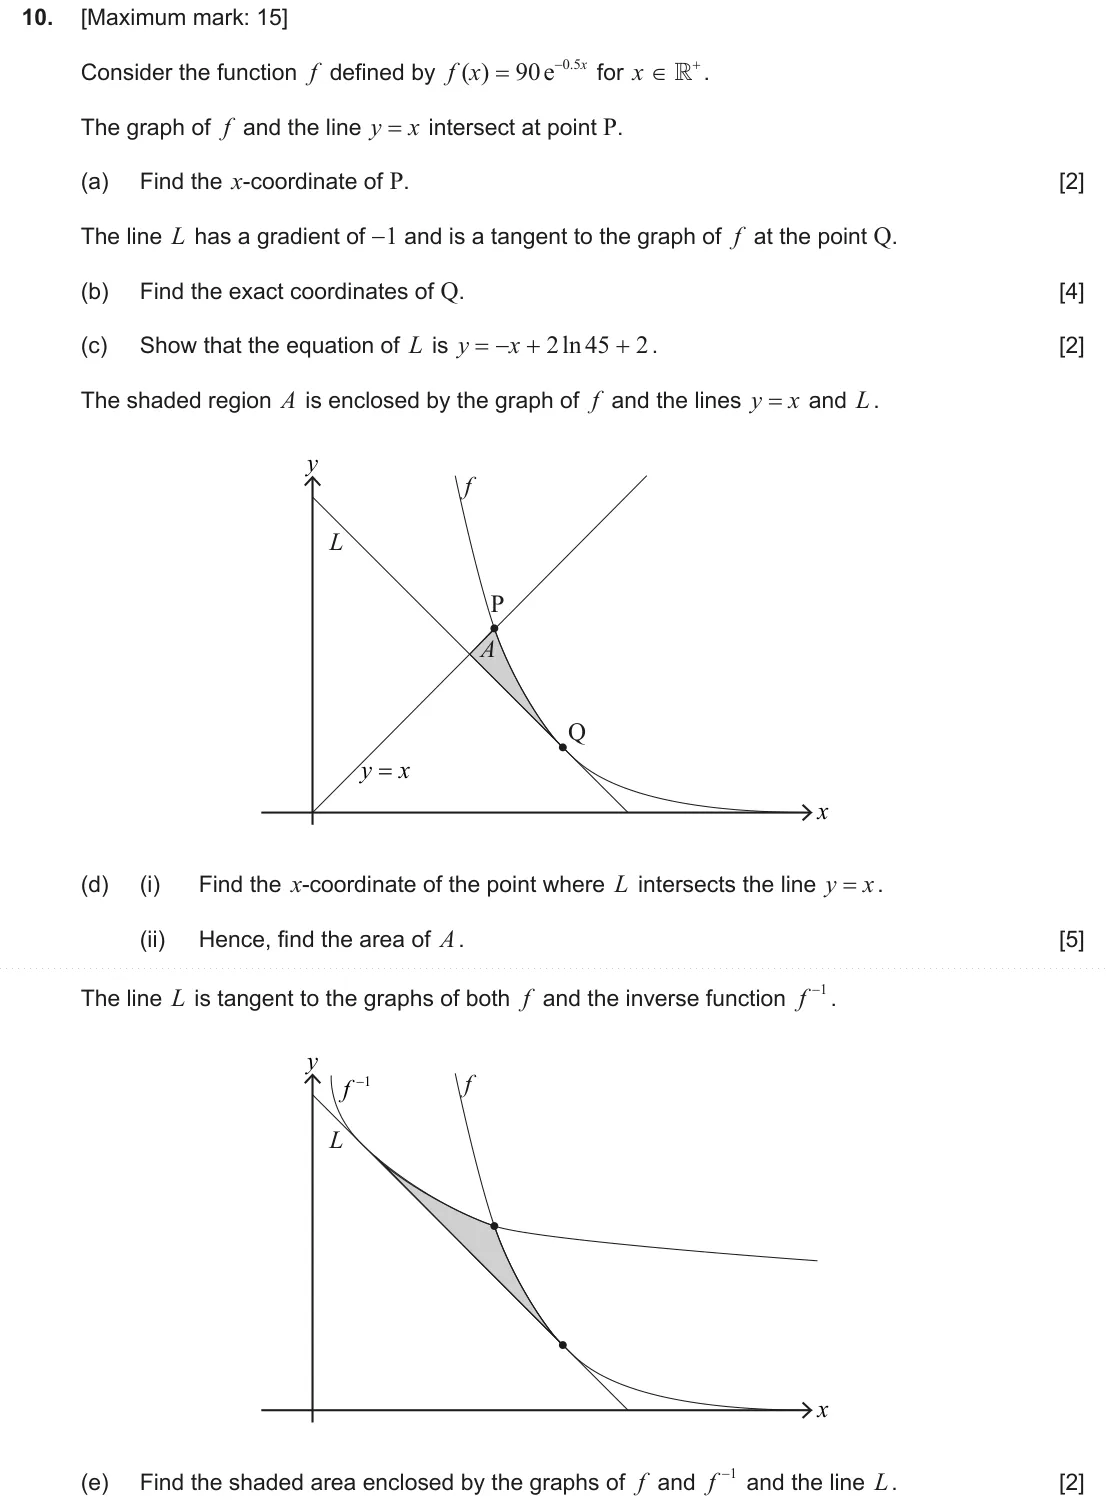 10. [Maximum mark: 15]
Consider the function f defined by f(x) = 90e^{−0.5x} for x ∈ ℝ⁺.
The graph of f and the line y = x intersect at point P.
(a) Find the x-coordinate of P. [2]
The line L has a gradient of −1 and is a tangent to the graph of f at the point Q.
(b) Find the exact coordinates of Q. [4]
(c) Show that the equation of L is y = −x + 2 ln 45 + 2. [2]
The shaded region A is enclosed by the graph of f and the lines y = x and L.
y
f
L
P
A
Q
y = x
x
(d) (i) Find the x-coordinate of the point where L intersects the line y = x.
(ii) Hence, find the area of A. [5]
The line L is tangent to the graphs of both f and the inverse function f⁻¹.
y
f⁻¹
f
L
x
(e) Find the shaded area enclosed by the graphs of f and f⁻¹ and the line L. [2]